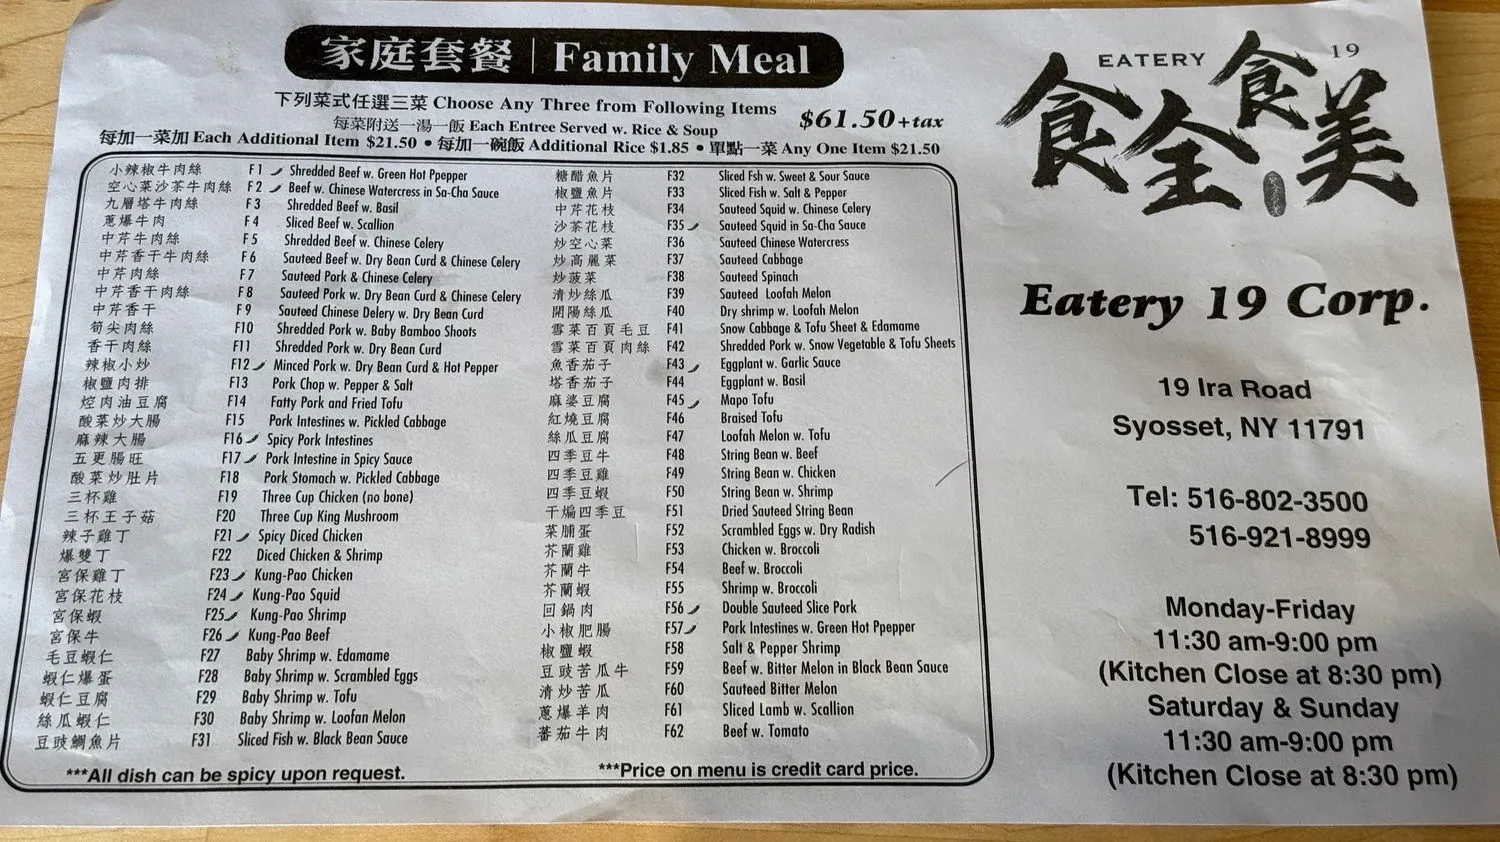 家庭套餐 | Family Meal
下列菜式任選三菜 Choose Any Three from Following Items
每菜附送一湯一飯 Each Entree Served w. Rice & Soup
$61.50+tax
每加一菜加 Each Additional Item $21.50 • 每加一碗飯 Additional Rice $1.85 • 單點一菜 Any One Item $21.50
小辣椒牛肉絲 F1 Shredded Beef w. Green Hot Ppepper
空心菜沙茶牛肉絲 F2 Beef w. Chinese Watercress in Sa-Cha Sauce
九層塔牛肉絲 F3 Shredded Beef w. Basil
蔥爆牛肉 F4 Sliced Beef w. Scallion
中芹牛肉絲 F5 Shredded Beef w. Chinese Celery
中芹香干牛肉絲 F6 Sauteed Beef w. Dry Bean Curd & Chinese Celery
中芹肉絲 F7 Sauteed Pork & Chinese Celery
中芹香干肉絲 F8 Sauteed Pork w. Dry Bean Curd & Chinese Celery
中芹香干 F9 Sauteed Chinese Delery w. Dry Bean Curd
筍尖肉絲 F10 Shredded Pork w. Baby Bamboo Shoots
香干肉絲 F11 Shredded Pork w. Dry Bean Curd
辣椒小炒 F12 Minced Pork w. Dry Bean Curd & Hot Pepper
椒鹽肉排 F13 Pork Chop w. Pepper & Salt
焢肉油豆腐 F14 Fatty Pork and Fried Tofu
酸菜炒大腸 F15 Pork Intestines w. Pickled Cabbage
麻辣大腸 F16 Spicy Pork Intestines
五更腸旺 F17 Pork Intestine in Spicy Sauce
酸菜炒肚片 F18 Pork Stomach w. Pickled Cabbage
三杯雞 F19 Three Cup Chicken (no bone)
三杯王子菇 F20 Three Cup King Mushroom
辣子雞丁 F21 Spicy Diced Chicken
爆雙丁 F22 Diced Chicken & Shrimp
宮保雞丁 F23 Kung-Pao Chicken
宮保花枝 F24 Kung-Pao Squid
宮保蝦 F25 Kung-Pao Shrimp
宮保牛 F26 Kung-Pao Beef
毛豆蝦仁 F27 Baby Shrimp w. Edamame
蝦仁爆蛋 F28 Baby Shrimp w. Scrambled Eggs
蝦仁豆腐 F29 Baby Shrimp w. Tofu
絲瓜蝦仁 F30 Baby Shrimp w. Loofan Melon
豆豉鯛魚片 F31 Sliced Fish w. Black Bean Sauce
***All dish can be spicy upon request.
糖醋魚片 F32 Sliced Fsh w. Sweet & Sour Sauce
椒鹽魚片 F33 Sliced Fish w. Salt & Pepper
中芹花枝 F34 Sauteed Squid w. Chinese Celery
沙茶花枝 F35 Sauteed Squid in Sa-Cha Sauce
炒空心菜 F36 Sauteed Chinese Watercress
炒高麗菜 F37 Sauteed Cabbage
炒菠菜 F38 Sauteed Spinach
清炒絲瓜 F39 Sauteed Loofah Melon
開陽絲瓜 F40 Dry shrimp w. Loofah Melon
雪菜百頁毛豆 F41 Snow Cabbage & Tofu Sheet & Edamame
雪菜百頁肉絲 F42 Shredded Pork w. Snow Vegetable & Tofu Sheets
魚香茄子 F43 Eggplant w. Garlic Sauce
塔香茄子 F44 Eggplant w. Basil
麻婆豆腐 F45 Mapo Tofu
紅燒豆腐 F46 Braised Tofu
絲瓜豆腐 F47 Loofah Melon w. Tofu
四季豆牛 F48 String Bean w. Beef
四季豆雞 F49 String Bean w. Chicken
四季豆蝦 F50 String Bean w. Shrimp
干煸四季豆 F51 Dried Sauteed String Bean
菜脯蛋 F52 Scrambled Eggs w. Dry Radish
芥蘭雞 F53 Chicken w. Broccoli
芥蘭牛 F54 Beef w. Broccoli
芥蘭蝦 F55 Shrimp w. Broccoli
回鍋肉 F56 Double Sauteed Slice Pork
小椒肥腸 F57 Pork Intestines w. Green Hot Ppepper
椒鹽蝦 F58 Salt & Pepper Shrimp
豆豉苦瓜牛 F59 Beef w. Bitter Melon in Black Bean Sauce
清炒苦瓜 F60 Sauteed Bitter Melon
蔥爆羊肉 F61 Sliced Lamb w. Scallion
蕃茄牛肉 F62 Beef w. Tomato
***Price on menu is credit card price.
EATERY 19
食全食美
Eatery 19 Corp.
19 Ira Road
Syosset, NY 11791
Tel: 516-802-3500
516-921-8999
Monday-Friday
11:30 am-9:00 pm
(Kitchen Close at 8:30 pm)
Saturday & Sunday
11:30 am-9:00 pm
(Kitchen Close at 8:30 pm)